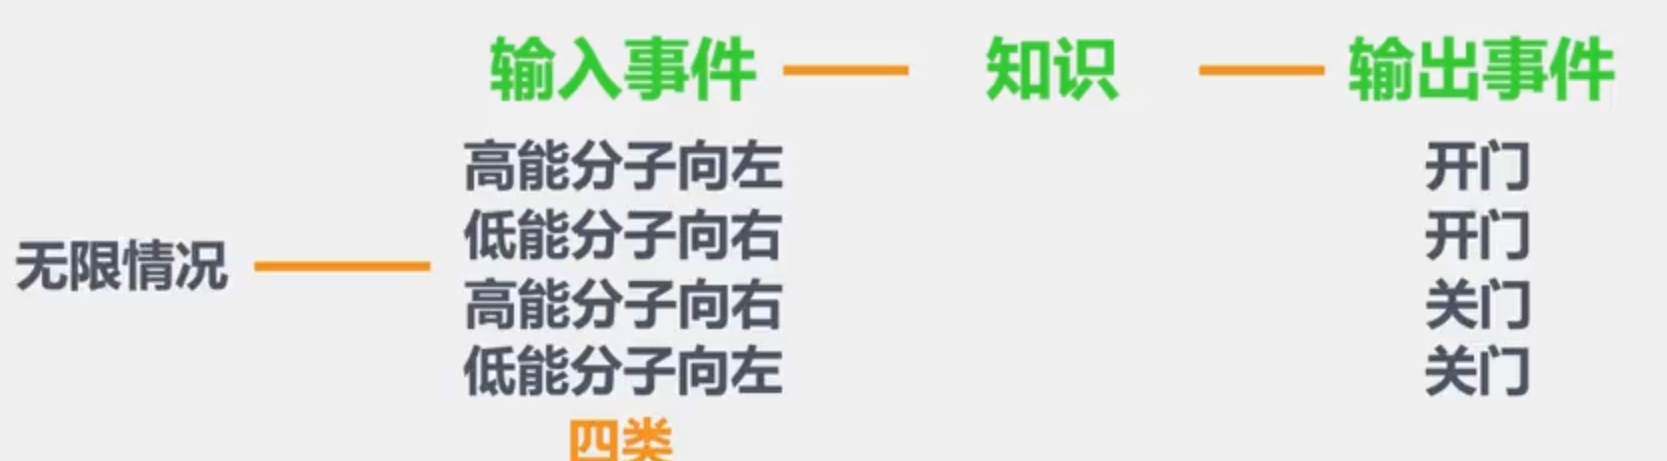 输入事件 知识 输出事件
高能分子向左 开门
低能分子向右 开门
无限情况
高能分子向右 关门
低能分子向左 关门
四类